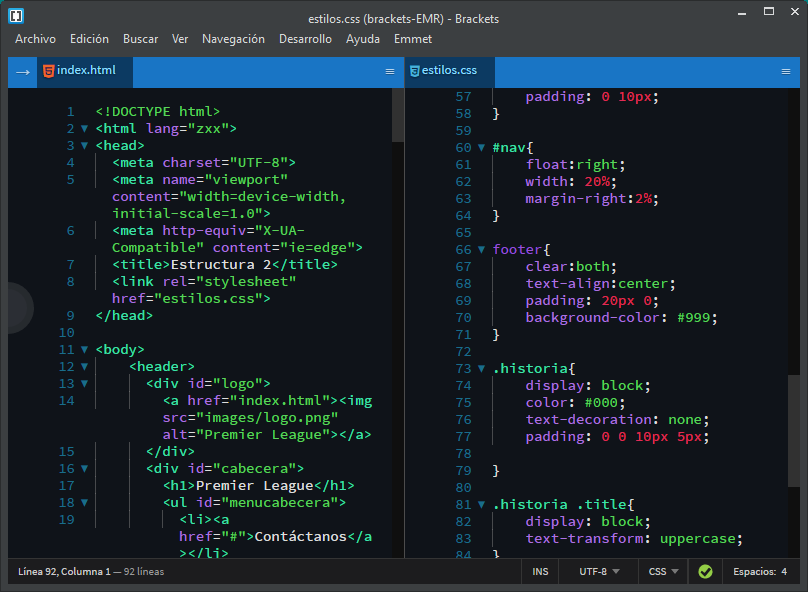 estilos.css (brackets-EMR) - Brackets
Archivo Edición Buscar Ver Navegación Desarrollo Ayuda Emmet
index.html
1 <!DOCTYPE html>
2 <html lang="zxx">
3 <head>
4 <meta charset="UTF-8">
5 <meta name="viewport"
content="width=device-width,
initial-scale=1.0">
6 <meta http-equiv="X-UA-
Compatible" content="ie=edge">
7 <title>Estructura 2</title>
8 <link rel="stylesheet"
href="estilos.css">
9 </head>
10
11 <body>
12 <header>
13 <div id="logo">
14 <a href="index.html"><img
src="images/logo.png"
alt="Premier League"></a>
15 </div>
16 <div id="cabecera">
17 <h1>Premier League</h1>
18 <ul id="menucabecera">
19 <li><a
href="#">Contáctanos</a
></li>
estilos.css
57 padding: 0 10px;
58 }
59
60 #nav{
61 float:right;
62 width: 20%;
63 margin-right:2%;
64 }
65
66 footer{
67 clear:both;
68 text-align:center;
69 padding: 20px 0;
70 background-color: #999;
71 }
72
73 .historia{
74 display: block;
75 color: #000;
76 text-decoration: none;
77 padding: 0 0 10px 5px;
78
79 }
80
81 .historia .title{
82 display: block;
83 text-transform: uppercase;
84 }
Línea 92, Columna 1 — 92 líneas
INS UTF-8 CSS Espacios: 4